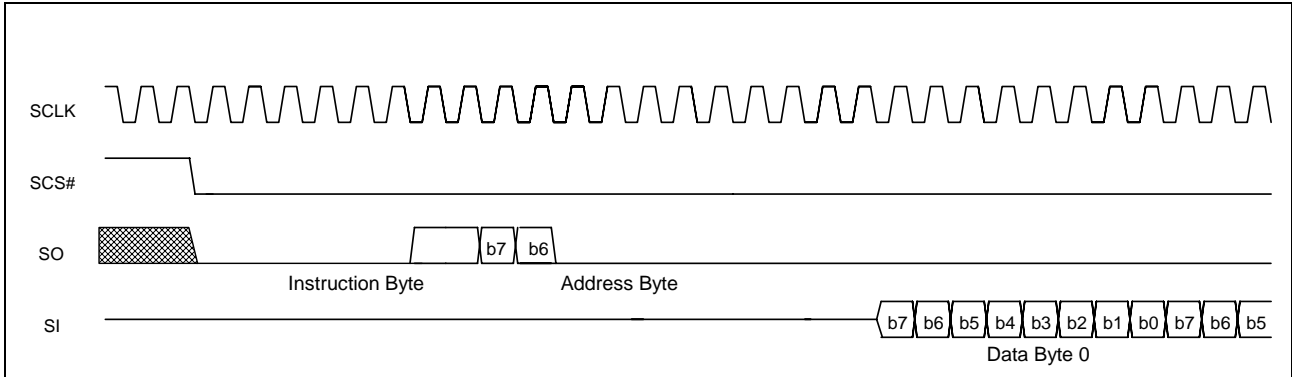 SCLK
SCS#
SO b7 b6
Instruction Byte Address Byte
SI b7 b6 b5 b4 b3 b2 b1 b0 b7 b6 b5
Data Byte 0